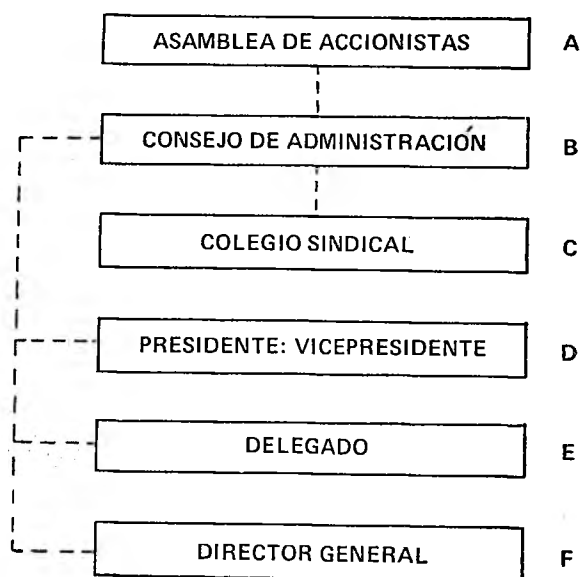 ASAMBLEA DE ACCIONISTAS A
CONSEJO DE ADMINISTRACIÓN B
COLEGIO SINDICAL C
PRESIDENTE: VICEPRESIDENTE D
DELEGADO E
DIRECTOR GENERAL F